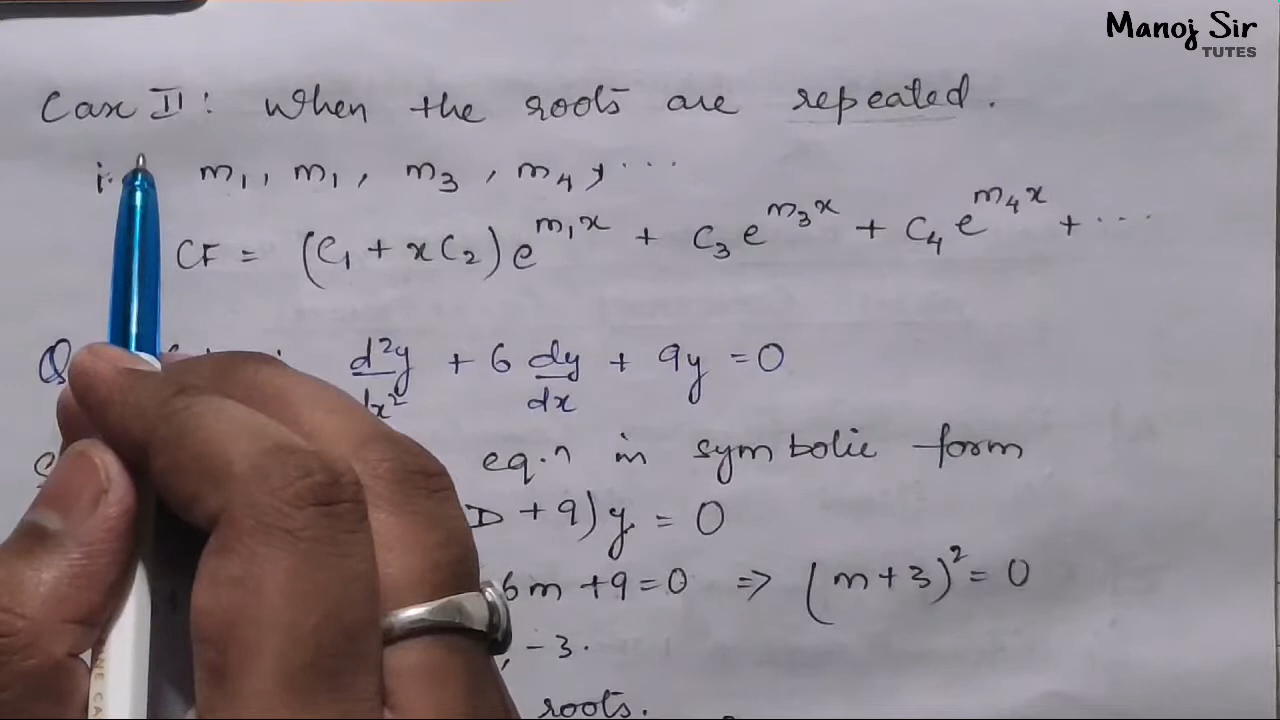 Manoj Sir
TUTES
Case II : When the roots are repeated.
m₁, m₁, m₃, m₄, ...
CF = (C₁ + xC₂)e^{m₁x} + C₃e^{m₃x} + C₄e^{m₄x} + ...
d²y/dx² + 6 dy/dx + 9y = 0
eq.n in symbolic form
D + 9)y = 0
6m + 9 = 0 ⇒ (m + 3)² = 0
, -3.
roots.